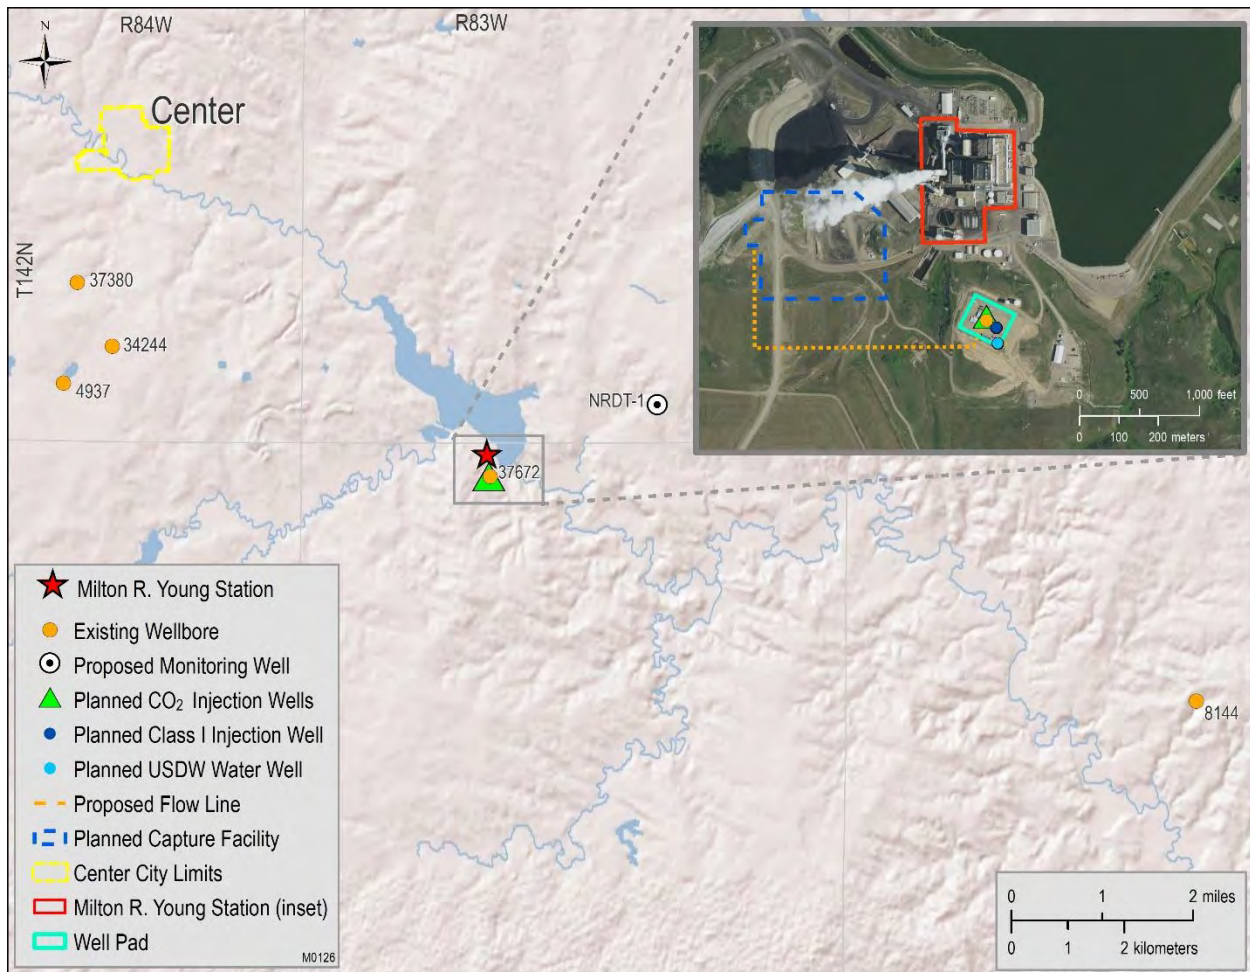 R84W
R83W
N
Center
T142N
37380
34244
4937
NRDT-1
37672
8144
0 500 1,000 feet
0 100 200 meters
Milton R. Young Station
Existing Wellbore
Proposed Monitoring Well
Planned CO₂ Injection Wells
Planned Class I Injection Well
Planned USDW Water Well
Proposed Flow Line
Planned Capture Facility
Center City Limits
Milton R. Young Station (inset)
Well Pad
M0126
0 1 2 miles
0 1 2 kilometers